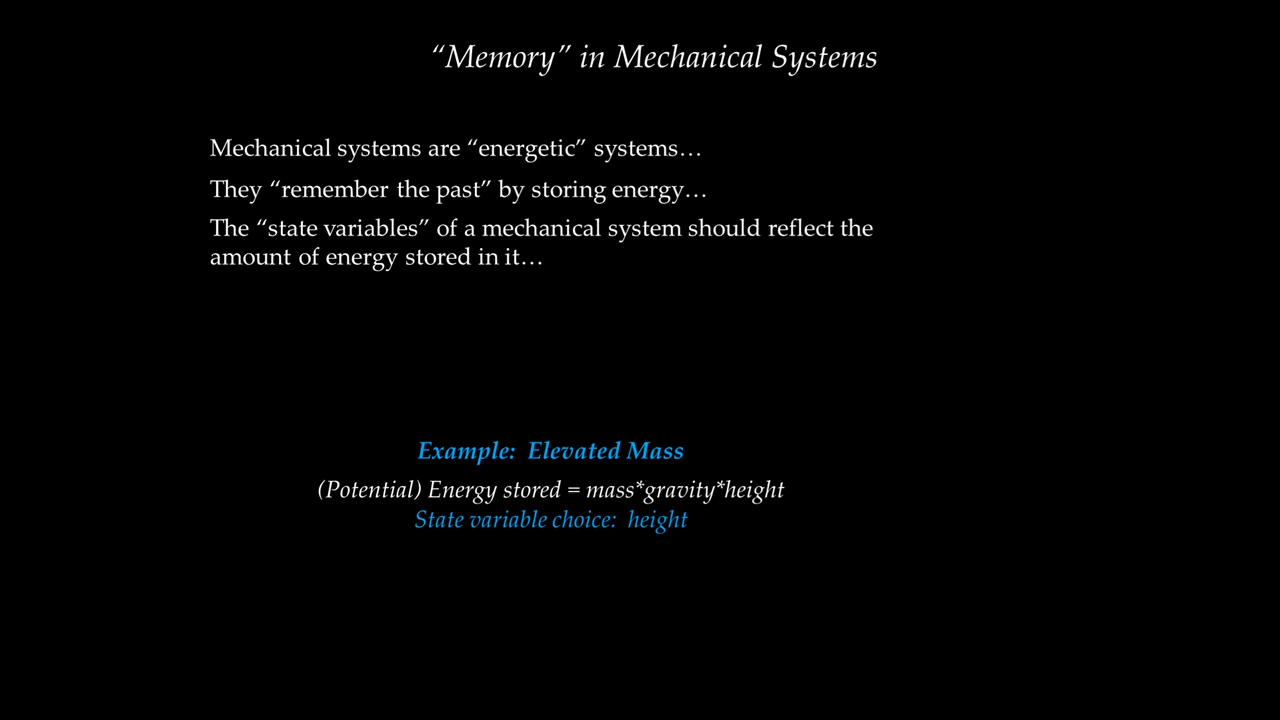 “Memory” in Mechanical Systems
Mechanical systems are “energetic” systems…
They “remember the past” by storing energy…
The “state variables” of a mechanical system should reflect the
amount of energy stored in it…
Example:  Elevated Mass
(Potential) Energy stored = mass*gravity*height
State variable choice:  height